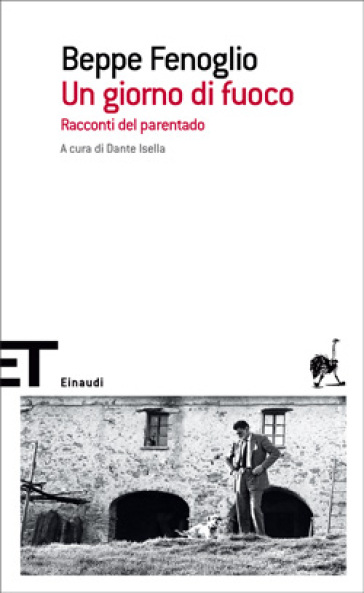 Beppe Fenoglio
Un giorno di fuoco
Racconti del parentado
A cura di Dante Isella
ET
Einaudi